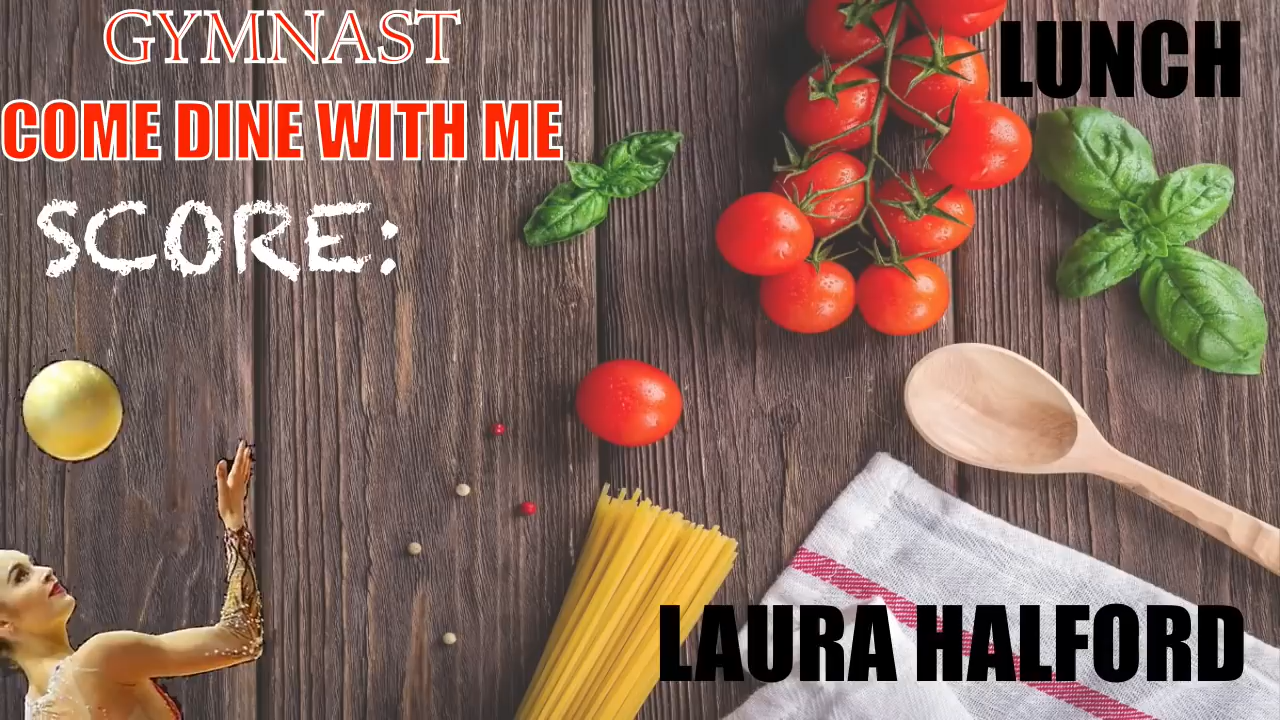 GYMNAST
COME DINE WITH ME
SCORE:
LUNCH
LAURA HALFORD